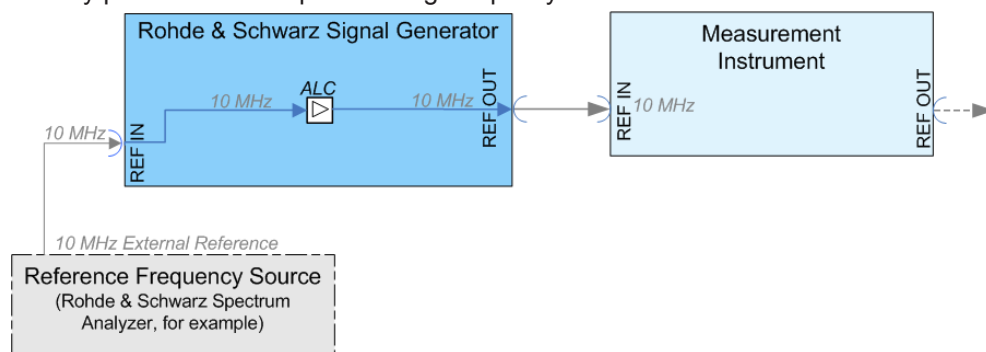 Rohde & Schwarz Signal Generator
Measurement
Instrument
ALC
10 MHz
10 MHz
REF OUT
REF IN
10 MHz
REF OUT
10 MHz
REF IN
10 MHz External Reference
Reference Frequency Source
(Rohde & Schwarz Spectrum
Analyzer, for example)